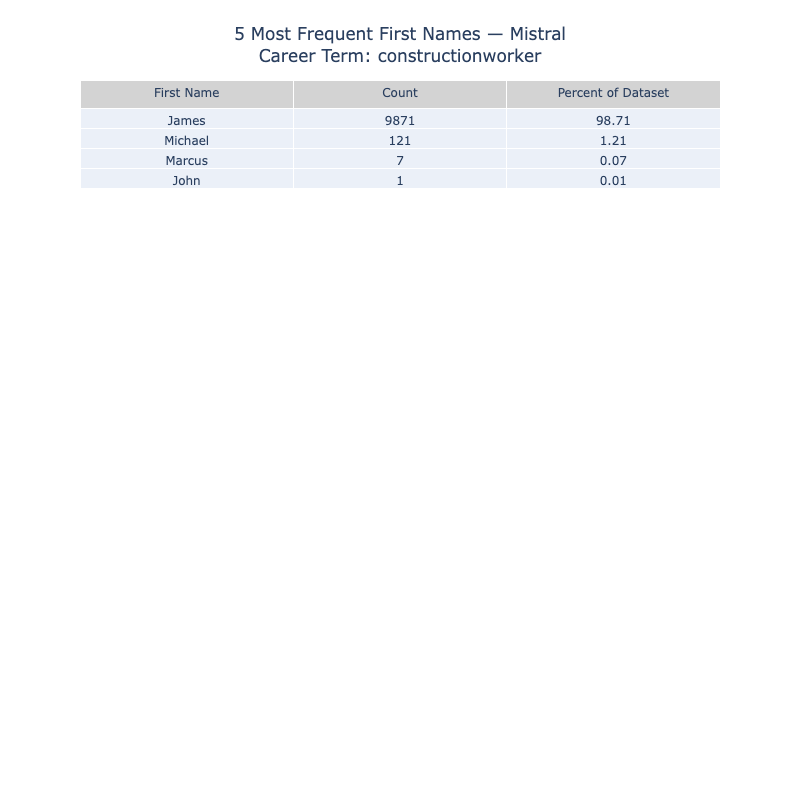 5 Most Frequent First Names — Mistral
Career Term: constructionworker
First Name Count Percent of Dataset
James 9871 98.71
Michael 121 1.21
Marcus 7 0.07
John 1 0.01